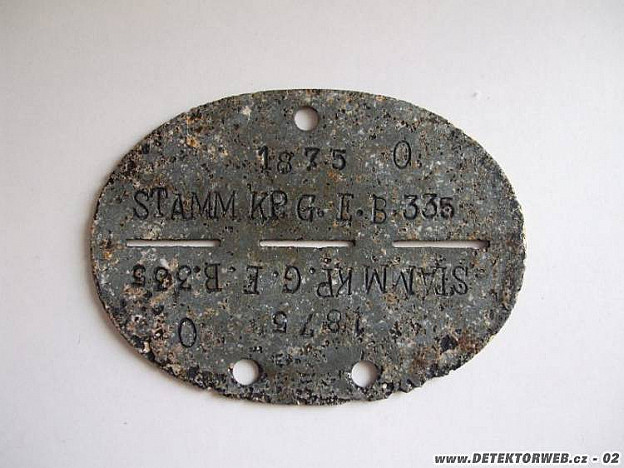 1875 O
STAMM KP. G. E. B. 335
STAMM KP. G. E. B. 335
1875 O
www.DETEKTORWEB.cz - 02